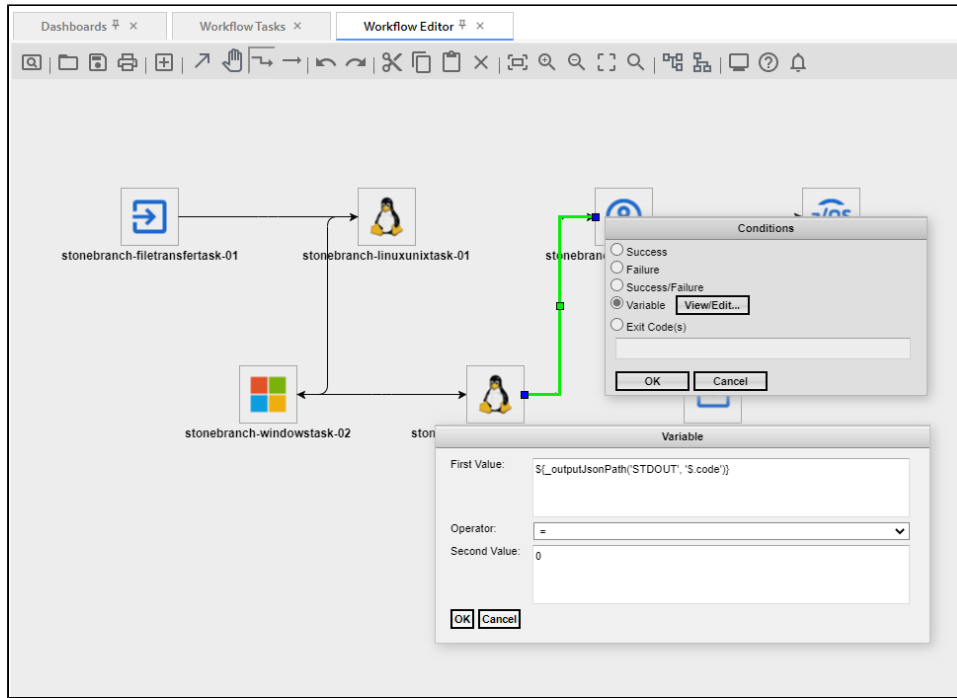 Dashboards
Workflow Tasks
Workflow Editor
stonebranch-filetransfertask-01
stonebranch-linuxunixtask-01
Conditions
Success
Failure
Success/Failure
Variable View/Edit...
Exit Code(s)
OK Cancel
stonebranch-windowstask-02
Variable
First Value: ${_outputJsonPath('STDOUT', '$.code')}
Operator: =
Second Value: 0
OK Cancel